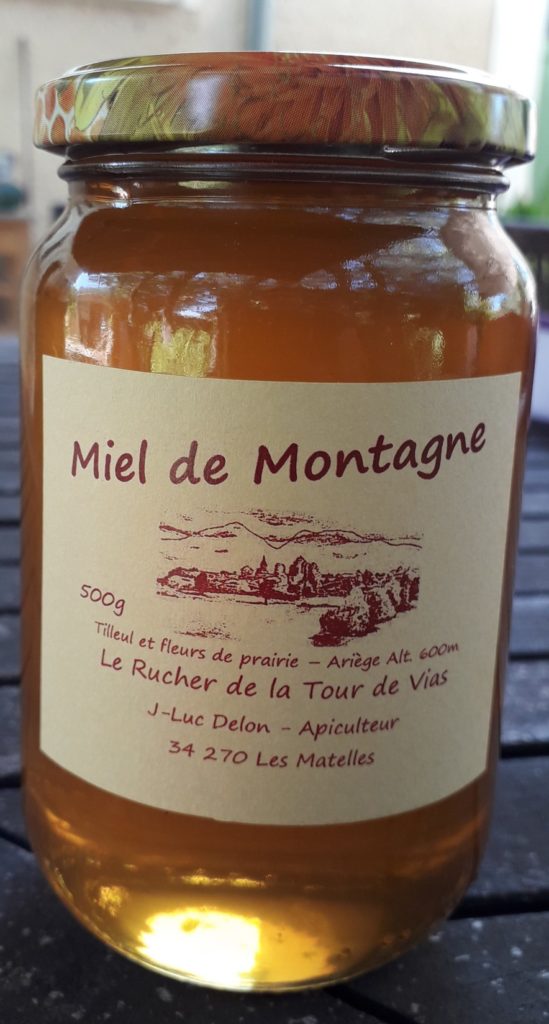 Miel de Montagne
500g
Tilleul et fleurs de prairie – Ariège Alt. 600m
Le Rucher de la Tour de Vias
J-Luc Delon - Apiculteur
34 270 Les Matelles